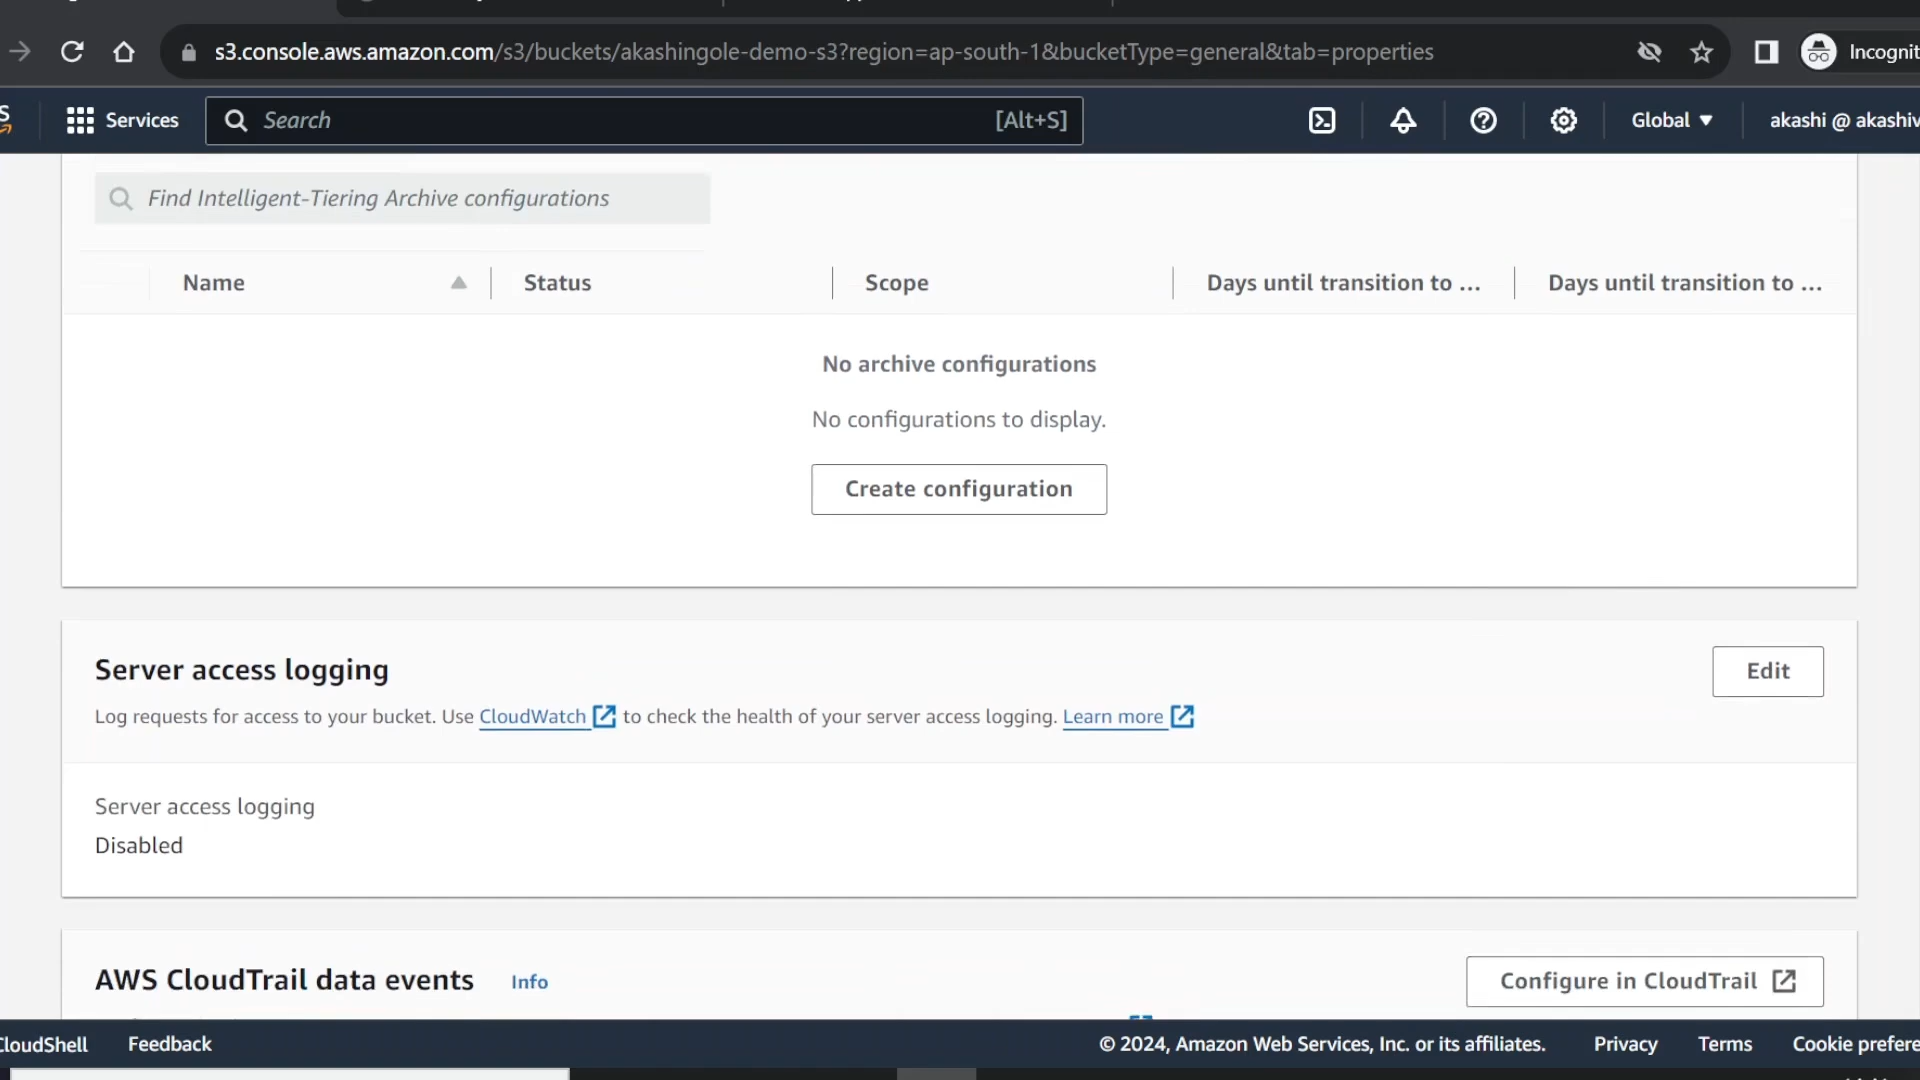 s3.console.aws.amazon.com/s3/buckets/akashingole-demo-s3?region=ap-south-1&bucketType=general&tab=properties
Incognit
Services
Search
[Alt+S]
Global
akashi @ akashiv
Find Intelligent-Tiering Archive configurations
Name
Status
Scope
Days until transition to ...
Days until transition to ...
No archive configurations
No configurations to display.
Create configuration
Server access logging
Edit
Log requests for access to your bucket. Use CloudWatch to check the health of your server access logging. Learn more
Server access logging
Disabled
AWS CloudTrail data events
Info
Configure in CloudTrail
CloudShell
Feedback
© 2024, Amazon Web Services, Inc. or its affiliates.
Privacy
Terms
Cookie prefere